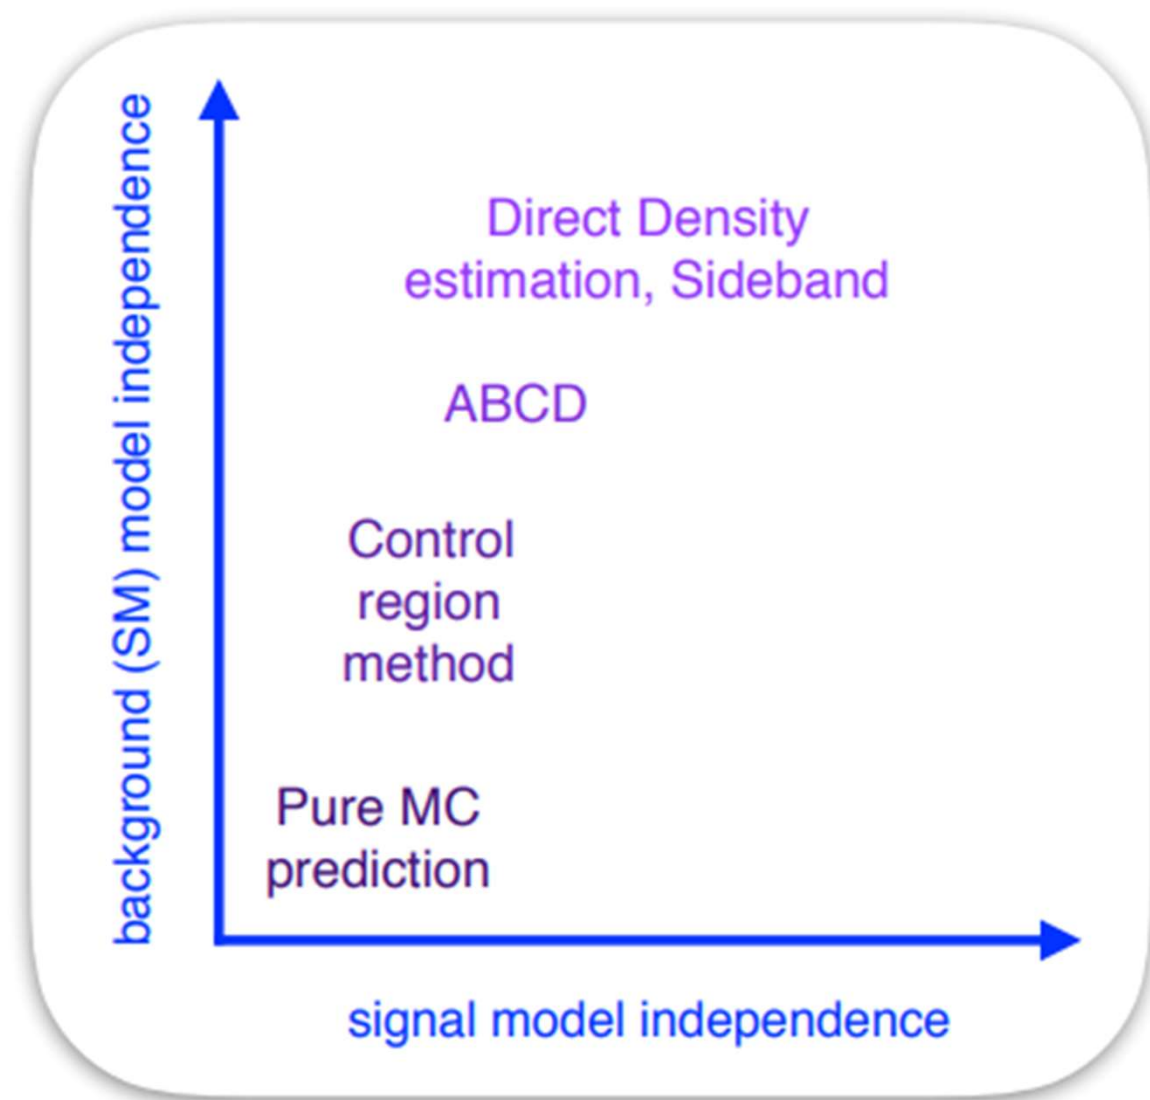 background (SM) model independence
Direct Density
estimation, Sideband
ABCD
Control
region
method
Pure MC
prediction
signal model independence